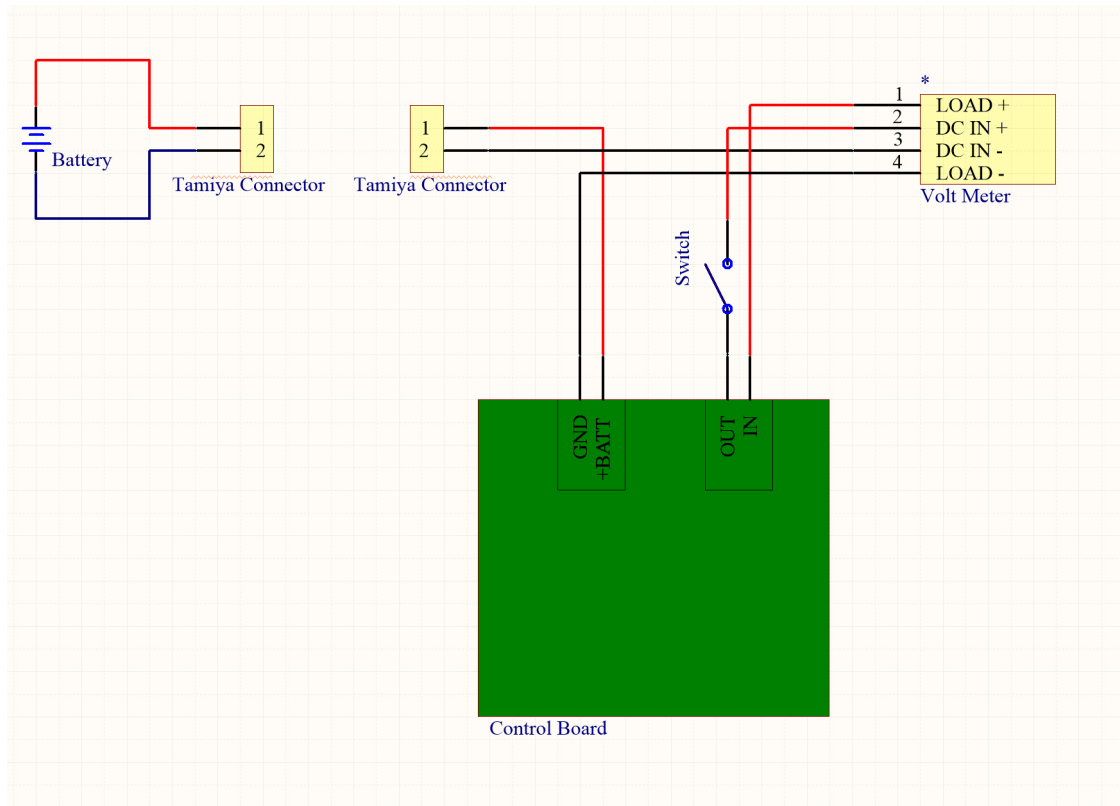 *
1 LOAD +
2 DC IN +
3 DC IN -
4 LOAD -
Volt Meter
1
2
Tamiya Connector
1
2
Tamiya Connector
Battery
Switch
GND
+BATT
OUT
IN
Control Board